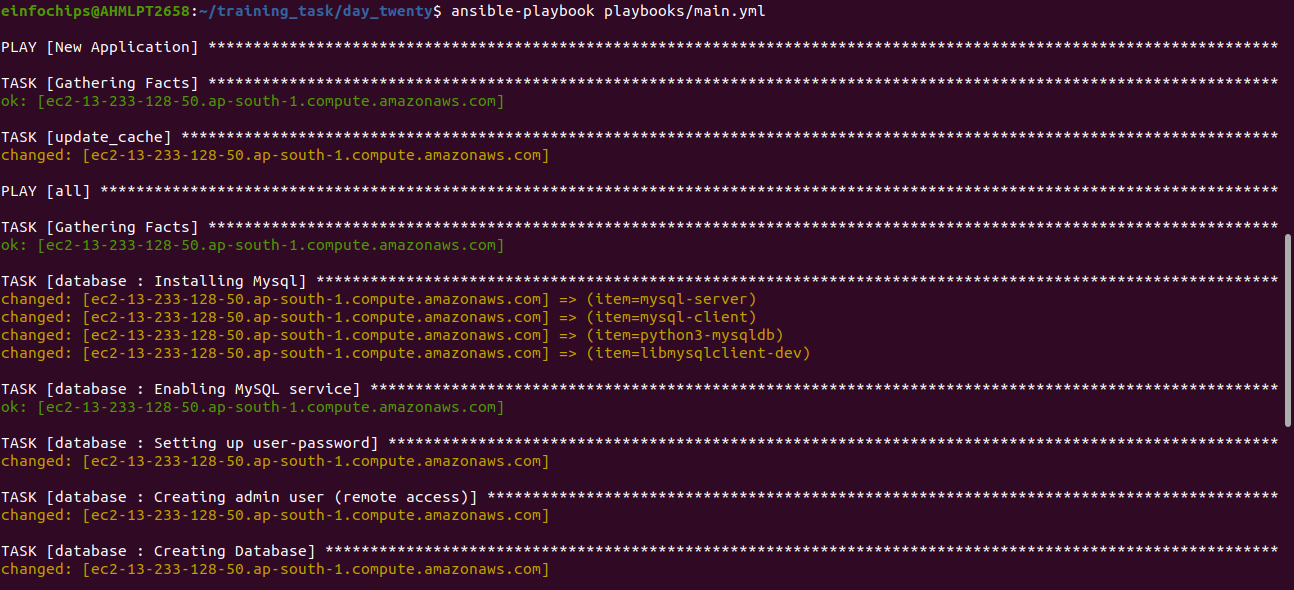 einfochips@AHMLPT2658:~/training_task/day_twenty$ ansible-playbook playbooks/main.yml
PLAY [New Application] ***********************************************************************************************************************
TASK [Gathering Facts] ***********************************************************************************************************************
ok: [ec2-13-233-128-50.ap-south-1.compute.amazonaws.com]
TASK [update_cache] **************************************************************************************************************************
changed: [ec2-13-233-128-50.ap-south-1.compute.amazonaws.com]
PLAY [all] ***********************************************************************************************************************************
TASK [Gathering Facts] ***********************************************************************************************************************
ok: [ec2-13-233-128-50.ap-south-1.compute.amazonaws.com]
TASK [database : Installing Mysql] ***********************************************************************************************************
changed: [ec2-13-233-128-50.ap-south-1.compute.amazonaws.com] => (item=mysql-server)
changed: [ec2-13-233-128-50.ap-south-1.compute.amazonaws.com] => (item=mysql-client)
changed: [ec2-13-233-128-50.ap-south-1.compute.amazonaws.com] => (item=python3-mysqldb)
changed: [ec2-13-233-128-50.ap-south-1.compute.amazonaws.com] => (item=libmysqlclient-dev)
TASK [database : Enabling MySQL service] *****************************************************************************************************
ok: [ec2-13-233-128-50.ap-south-1.compute.amazonaws.com]
TASK [database : Setting up user-password] ***************************************************************************************************
changed: [ec2-13-233-128-50.ap-south-1.compute.amazonaws.com]
TASK [database : Creating admin user (remote access)] ****************************************************************************************
changed: [ec2-13-233-128-50.ap-south-1.compute.amazonaws.com]
TASK [database : Creating Database] **********************************************************************************************************
changed: [ec2-13-233-128-50.ap-south-1.compute.amazonaws.com]